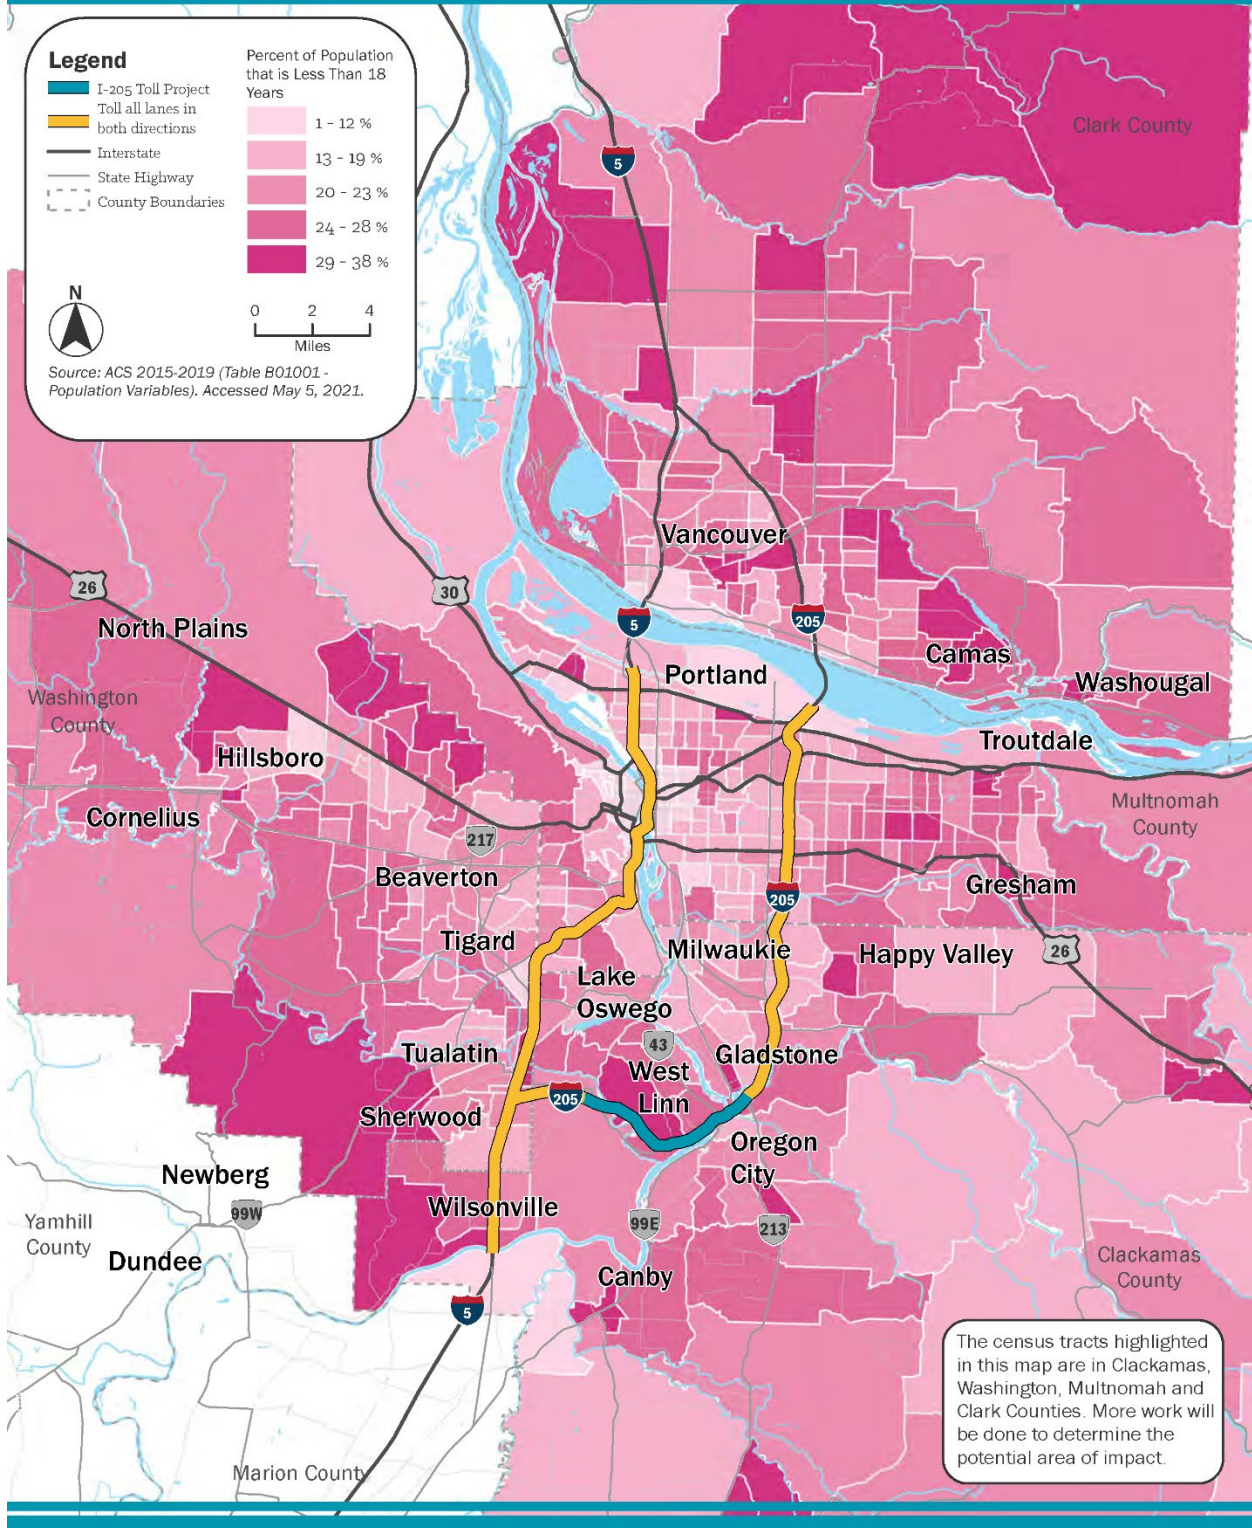 Legend
I-205 Toll Project
Toll all lanes in
both directions
Interstate
State Highway
County Boundaries
Percent of Population
that is Less Than 18
Years
1 - 12 %
13 - 19 %
20 - 23 %
24 - 28 %
29 - 38 %
N
0 2 4
Miles
Source: ACS 2015-2019 (Table B01001 -
Population Variables). Accessed May 5, 2021.
Clark County
5
Vancouver
26
30
North Plains
5
205
Camas
Portland
Washougal
Washington
County
Troutdale
Hillsboro
Multnomah
County
Cornelius
217
Beaverton
Gresham
205
Tigard
Milwaukie
Happy Valley
26
Lake
Oswego
43
Tualatin
Gladstone
West
Linn
205
Sherwood
Oregon
City
Newberg
Wilsonville
99W
99E
213
Yamhill
County
Dundee
Clackamas
County
Canby
5
The census tracts highlighted
in this map are in Clackamas,
Washington, Multnomah and
Clark Counties. More work will
be done to determine the
potential area of impact.
Marion County